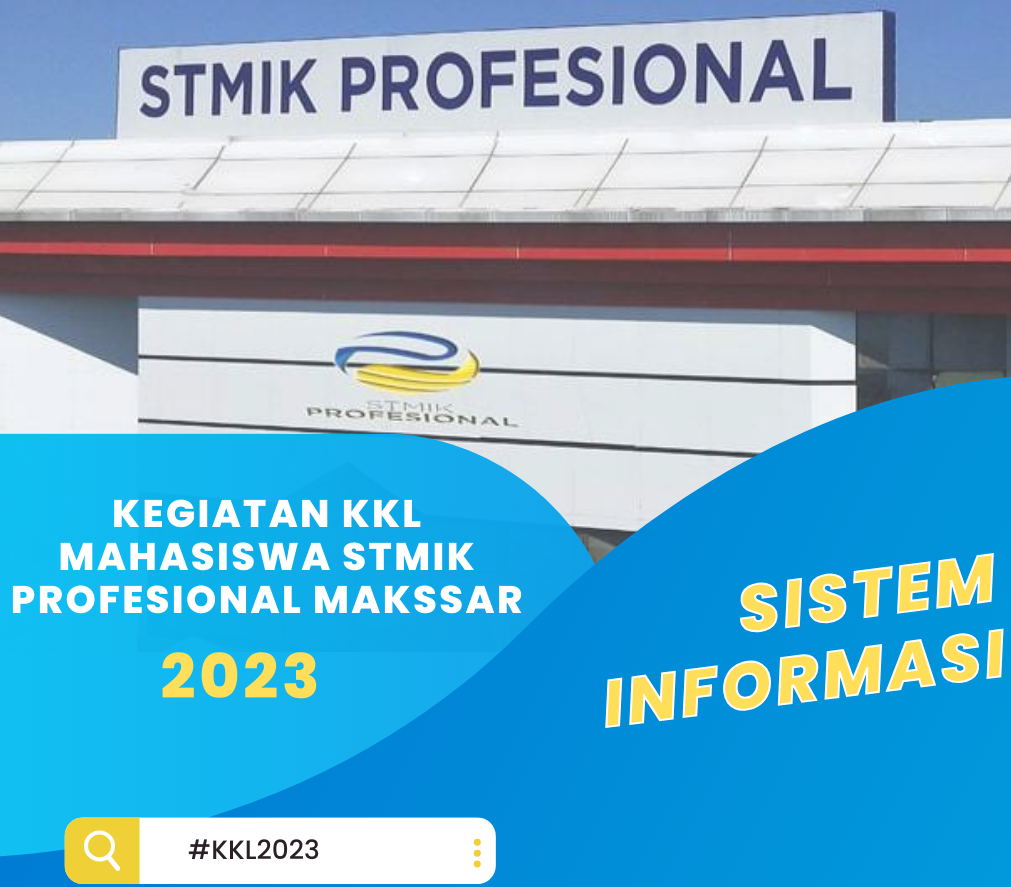 STMIK PROFESIONAL
STMIK
PROFESIONAL
KEGIATAN KKL
MAHASISWA STMIK
PROFESIONAL MAKSSAR
2023
SISTEM
INFORMASI
#KKL2023